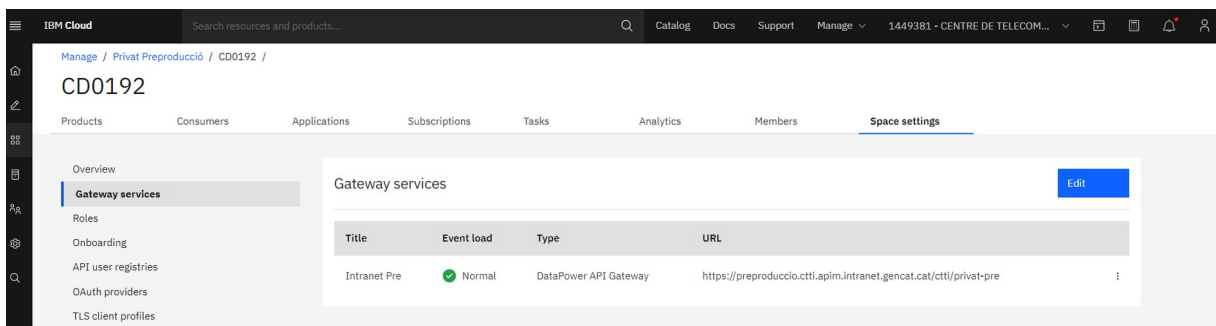 IBM Cloud Search resources and products... Catalog Docs Support Manage 1449381 - CENTRE DE TELECOM...
Manage / Privat Preproducció / CD0192 /
CD0192
Products Consumers Applications Subscriptions Tasks Analytics Members Space settings
Overview
Gateway services
Roles
Onboarding
API user registries
OAuth providers
TLS client profiles
Gateway services Edit
Title Event load Type URL
Intranet Pre Normal DataPower API Gateway https://preproduccio.ctti.apim.intranet.gencat.cat/ctti/privat-pre